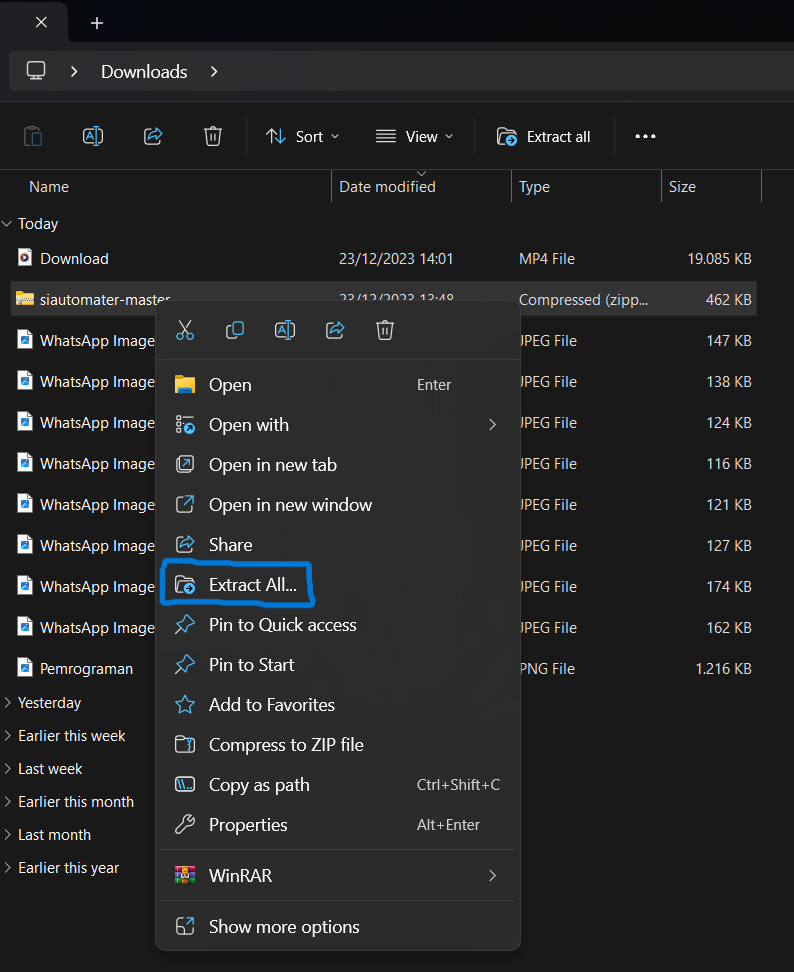 Downloads
Sort
View
Extract all
Name Date modified Type Size
Today
Download 23/12/2023 14:01 MP4 File 19.085 KB
siautomater-master 23/12/2023 13:48 Compressed (zipp... 462 KB
WhatsApp Image JPEG File 147 KB
WhatsApp Image JPEG File 138 KB
WhatsApp Image JPEG File 124 KB
WhatsApp Image JPEG File 116 KB
WhatsApp Image JPEG File 121 KB
WhatsApp Image JPEG File 127 KB
WhatsApp Image JPEG File 174 KB
WhatsApp Image JPEG File 162 KB
Pemrograman PNG File 1.216 KB
Yesterday
Earlier this week
Last week
Earlier this month
Last month
Earlier this year
Open Enter
Open with
Open in new tab
Open in new window
Share
Extract All...
Pin to Quick access
Pin to Start
Add to Favorites
Compress to ZIP file
Copy as path Ctrl+Shift+C
Properties Alt+Enter
WinRAR
Show more options